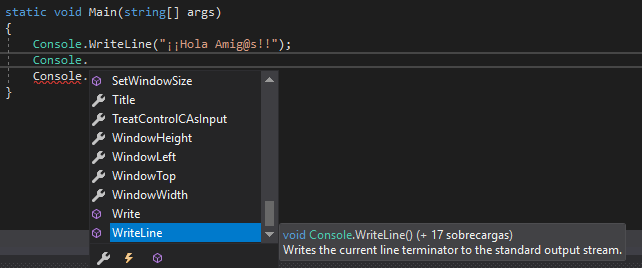 static void Main(string[] args)
{
Console.WriteLine("¡¡Hola Amig@s!!");
Console.
Console.
}
SetWindowSize
Title
TreatControlCAsInput
WindowHeight
WindowLeft
WindowTop
WindowWidth
Write
WriteLine
void Console.WriteLine() (+ 17 sobrecargas)
Writes the current line terminator to the standard output stream.